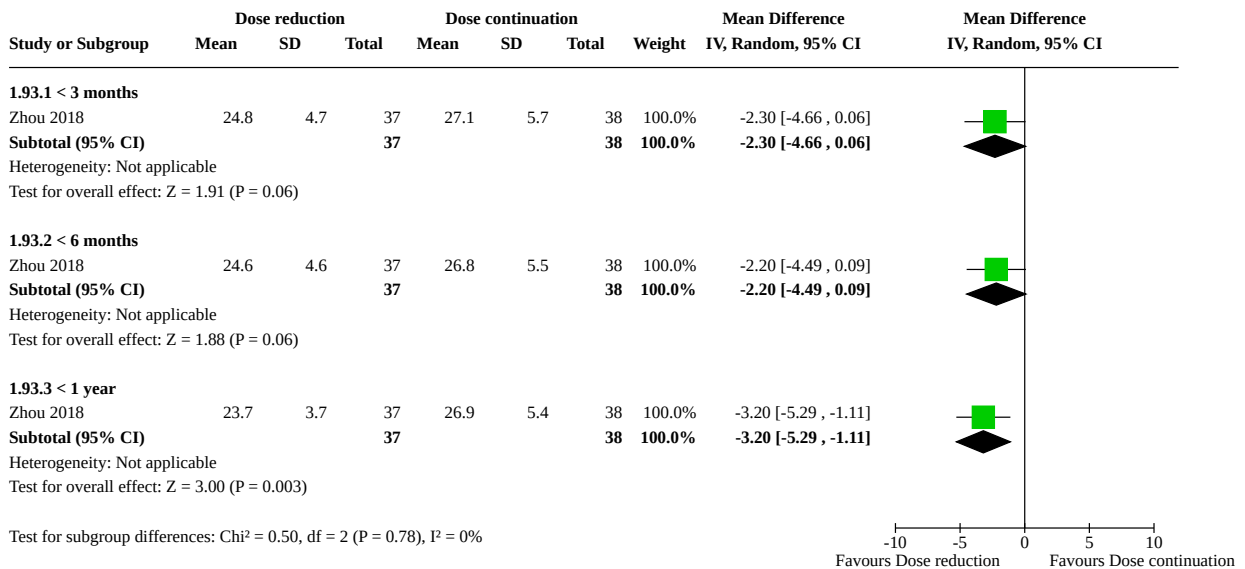 Dose reduction Dose continuation Mean Difference Mean Difference
Study or Subgroup Mean SD Total Mean SD Total Weight IV, Random, 95% CI IV, Random, 95% CI
1.93.1 < 3 months
Zhou 2018 24.8 4.7 37 27.1 5.7 38 100.0% -2.30 [-4.66 , 0.06]
Subtotal (95% CI) 37 38 100.0% -2.30 [-4.66 , 0.06]
Heterogeneity: Not applicable
Test for overall effect: Z = 1.91 (P = 0.06)
1.93.2 < 6 months
Zhou 2018 24.6 4.6 37 26.8 5.5 38 100.0% -2.20 [-4.49 , 0.09]
Subtotal (95% CI) 37 38 100.0% -2.20 [-4.49 , 0.09]
Heterogeneity: Not applicable
Test for overall effect: Z = 1.88 (P = 0.06)
1.93.3 < 1 year
Zhou 2018 23.7 3.7 37 26.9 5.4 38 100.0% -3.20 [-5.29 , -1.11]
Subtotal (95% CI) 37 38 100.0% -3.20 [-5.29 , -1.11]
Heterogeneity: Not applicable
Test for overall effect: Z = 3.00 (P = 0.003)
Test for subgroup differences: Chi² = 0.50, df = 2 (P = 0.78), I² = 0%
-10 -5 0 5 10
Favours Dose reduction Favours Dose continuation